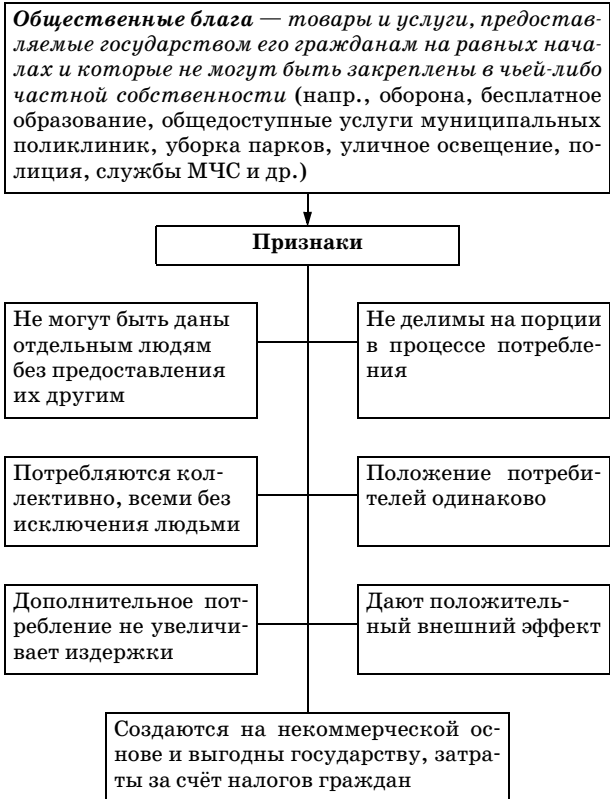 Общественные блага — товары и услуги, предостав-
ляемые государством его гражданам на равных нача-
лах и которые не могут быть закреплены в чьей-либо
частной собственности (напр., оборона, бесплатное
образование, общедоступные услуги муниципальных
поликлиник, уборка парков, уличное освещение, по-
лиция, службы МЧС и др.)
Признаки
Не могут быть даны
отдельным людям
без предоставления
их другим
Не делимы на порции
в процессе потребле-
ния
Потребляются кол-
лективно, всеми без
исключения людьми
Положение потреби-
телей одинаково
Дополнительное пот-
ребление не увеличи-
вает издержки
Дают положитель-
ный внешний эффект
Создаются на некоммерческой ос-
нове и выгодны государству, затра-
ты за счёт налогов граждан